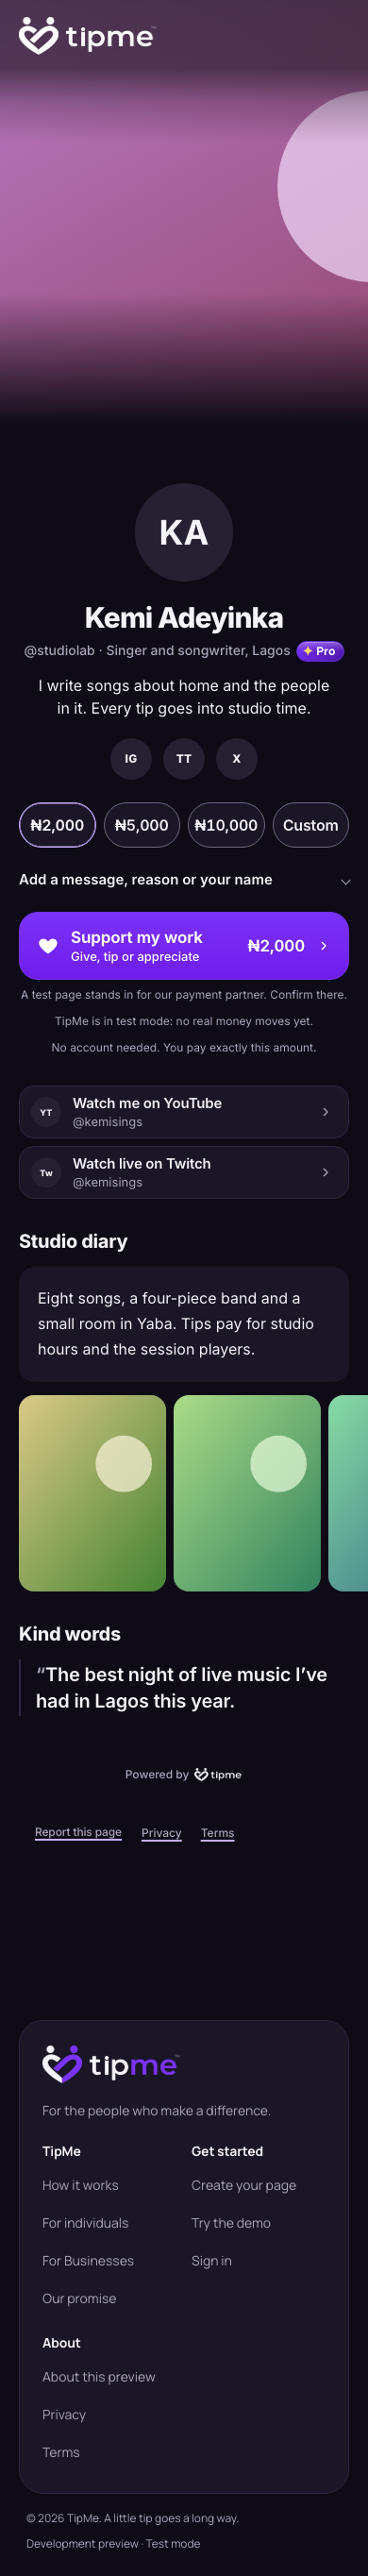 tipme™
KA
Kemi Adeyinka
@studiolab · Singer and songwriter, Lagos ✦ Pro
I write songs about home and the people
in it. Every tip goes into studio time.
IG TT X
₦2,000 ₦5,000 ₦10,000 Custom
Add a message, reason or your name
Support my work
Give, tip or appreciate
₦2,000
A test page stands in for our payment partner. Confirm there.
TipMe is in test mode: no real money moves yet.
No account needed. You pay exactly this amount.
YT
Watch me on YouTube
@kemisings
Tw
Watch live on Twitch
@kemisings
Studio diary
Eight songs, a four-piece band and a
small room in Yaba. Tips pay for studio
hours and the session players.
Kind words
“The best night of live music I’ve
had in Lagos this year.
Powered by tipme
Report this page Privacy Terms
tipme™
For the people who make a difference.
TipMe
How it works
For individuals
For Businesses
Our promise
Get started
Create your page
Try the demo
Sign in
About
About this preview
Privacy
Terms
© 2026 TipMe. A little tip goes a long way.
Development preview · Test mode